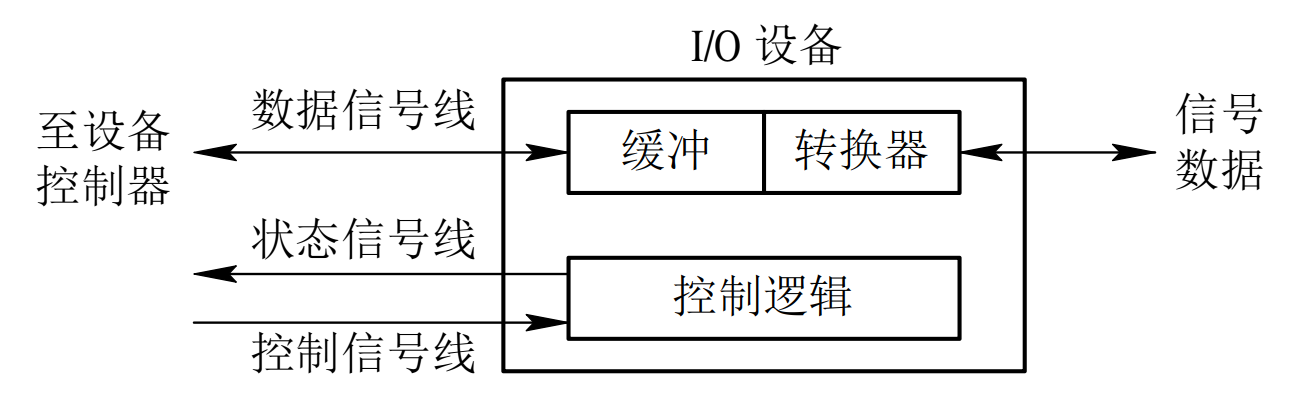 I/O 设备
数据信号线
至设备
控制器
缓冲
转换器
信号
数据
状态信号线
控制逻辑
控制信号线